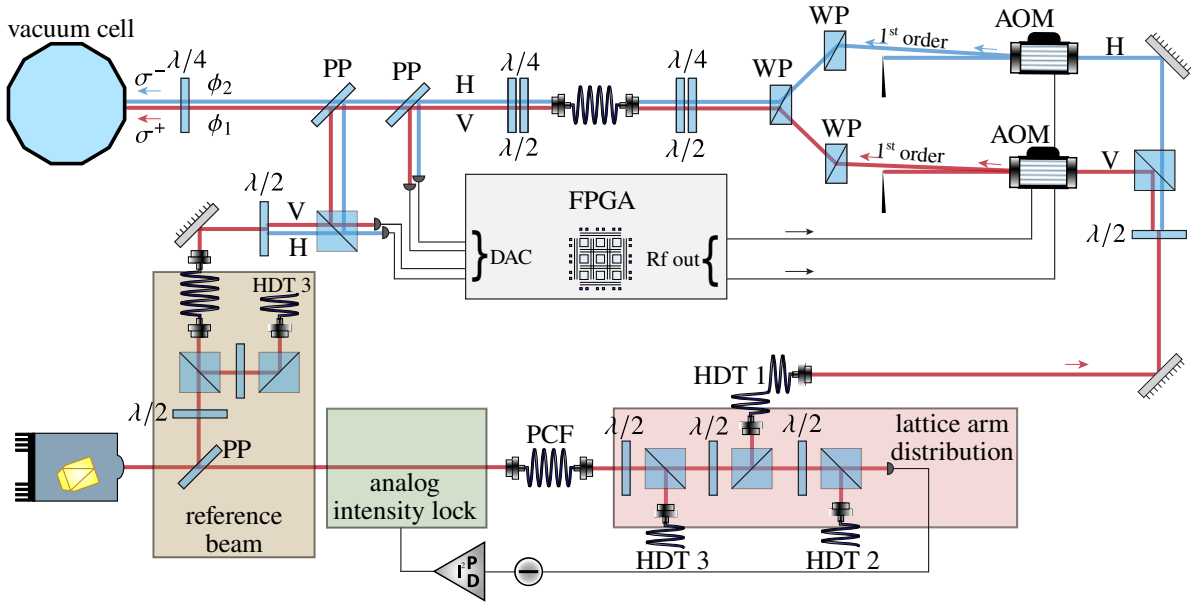 vacuum cell
λ/4
σ⁻
ϕ₂
σ⁺
ϕ₁
PP
PP
H
V
λ/4
λ/2
λ/4
λ/2
WP
WP
WP
1ˢᵗ order
1ˢᵗ order
AOM
AOM
H
V
λ/2
λ/2
V
H
FPGA
DAC
Rf out
HDT 3
λ/2
PP
reference
beam
analog
intensity lock
PCF
HDT 1
lattice arm
distribution
λ/2
λ/2
λ/2
HDT 3
HDT 2
I² P
D